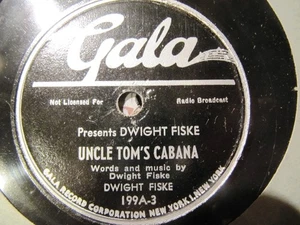 Gala
Not Licensed For Radio Broadcast
Presents DWIGHT FISKE
UNCLE TOM'S CABANA
Words and music by
Dwight Fiske
DWIGHT FISKE
199A-3
GALA RECORD CORPORATION NEW YORK, NEW YORK